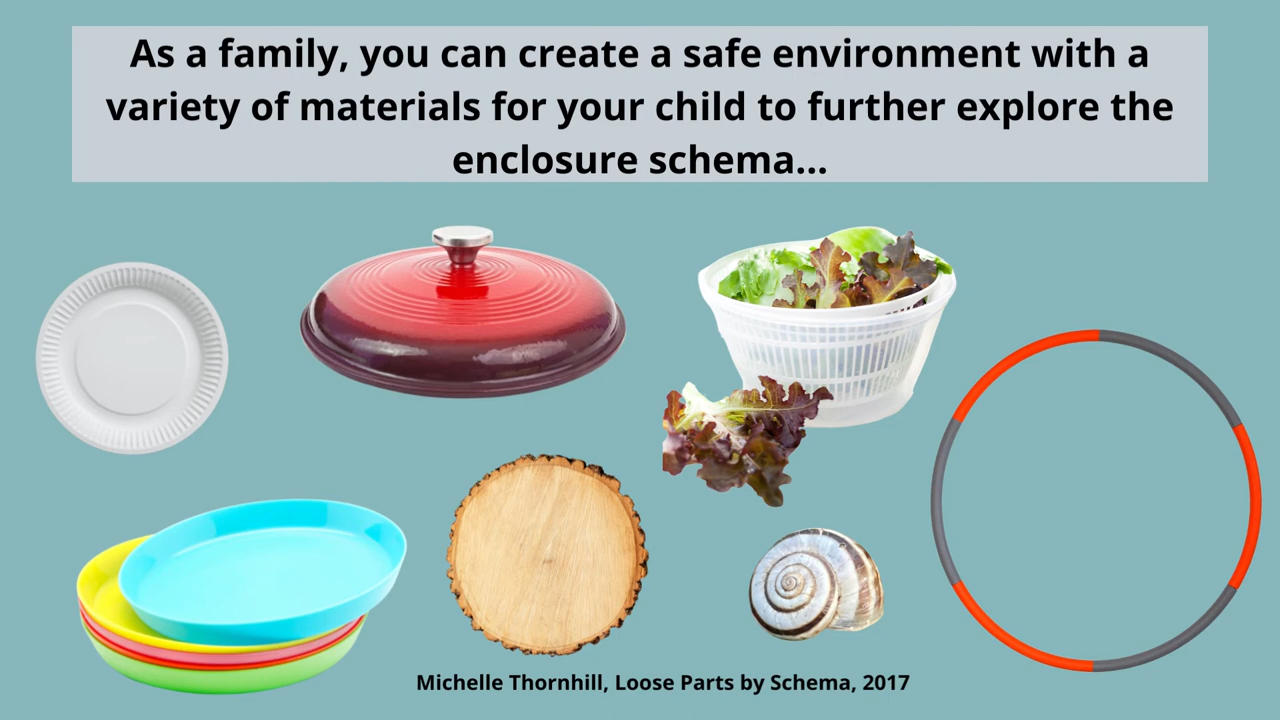 As a family, you can create a safe environment with a
variety of materials for your child to further explore the
enclosure schema...
Michelle Thornhill, Loose Parts by Schema, 2017